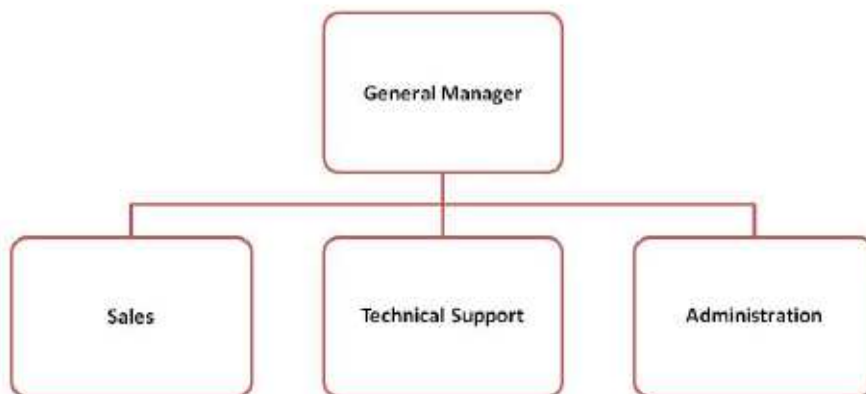 General Manager
Sales
Technical Support
Administration